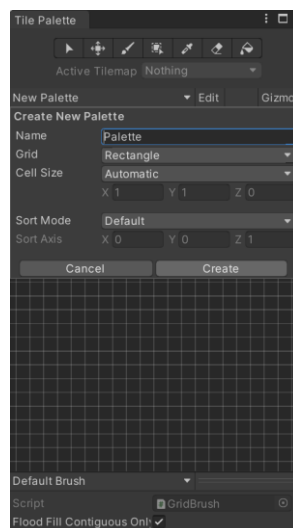 Tile Palette
Active Tilemap Nothing
New Palette Edit
Create New Palette
Name Palette
Grid Rectangle
Cell Size Automatic
X 1 Y 1 Z 0
Sort Mode Default
Sort Axis X 0 Y 0 Z 1
Cancel Create
Default Brush
Script GridBrush
Flood Fill Contiguous Onl